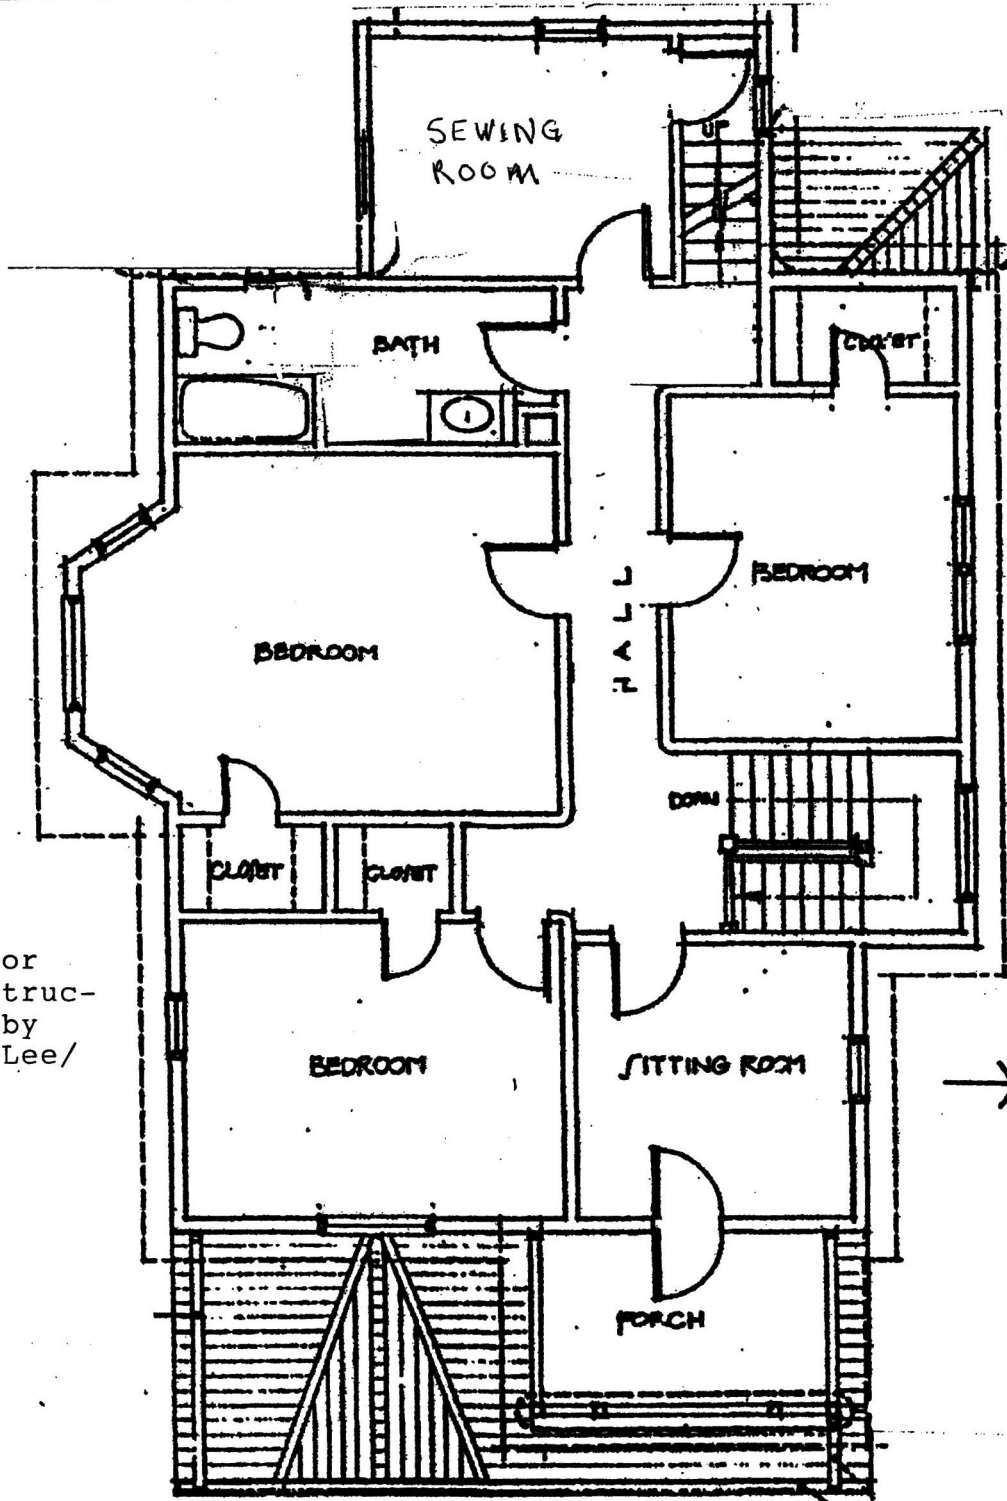 SEWING
ROOM
UP
BATH
CLOSET
BEDROOM
HALL
BEDROOM
DOWN
CLOSET
CLOSET
or
truc-
by
Lee/
BEDROOM
SITTING ROOM
PORCH